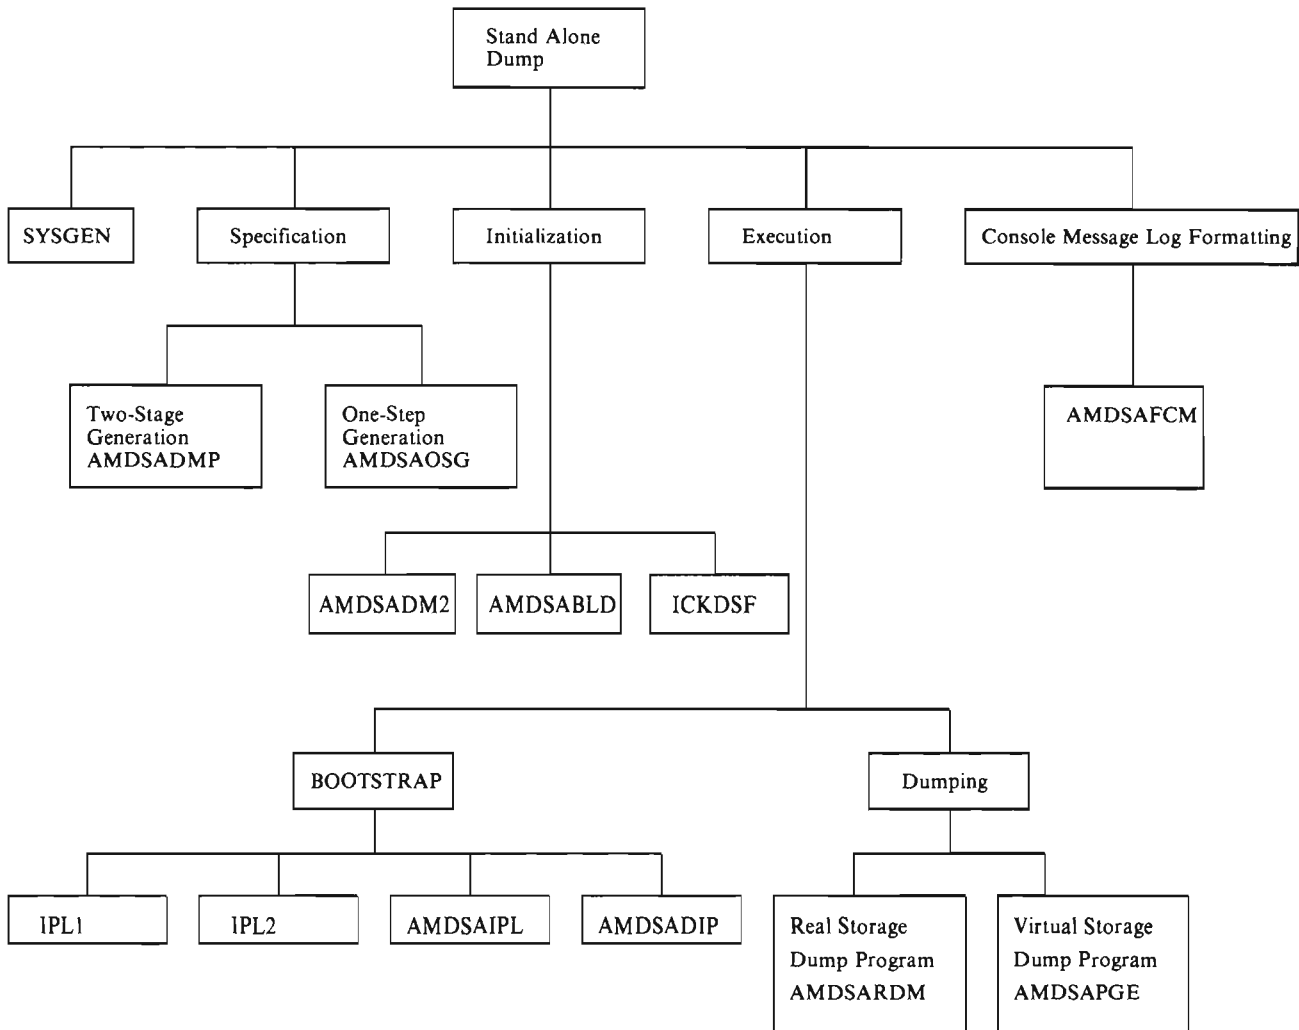 Stand Alone
Dump
SYSGEN
Specification
Initialization
Execution
Console Message Log Formatting
Two-Stage
Generation
AMDSADMP
One-Step
Generation
AMDSAOSG
AMDSAFCM
AMDSADM2
AMDSABLD
ICKDSF
BOOTSTRAP
Dumping
IPL1
IPL2
AMDSAIPL
AMDSADIP
Real Storage
Dump Program
AMDSARDM
Virtual Storage
Dump Program
AMDSAPGE